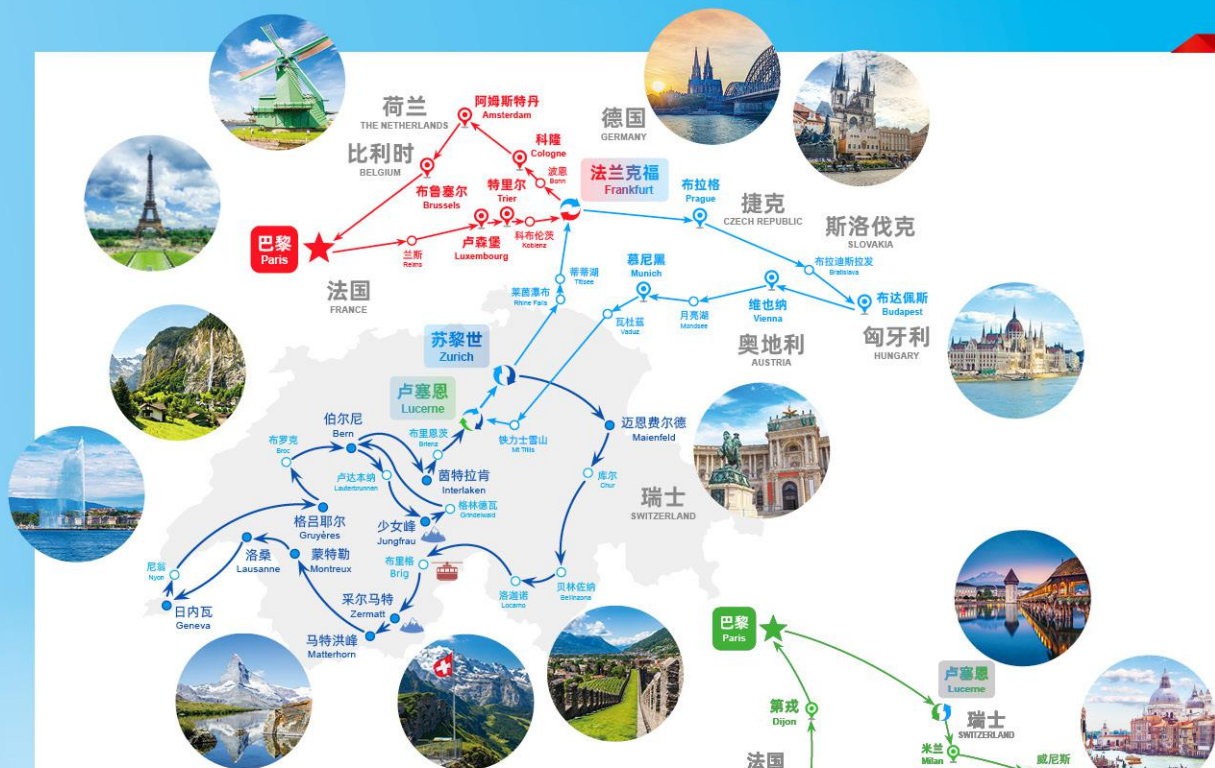 荷兰
THE NETHERLANDS
阿姆斯特丹
Amsterdam
德国
GERMANY
比利时
BELGIUM
科隆
Cologne
波恩
Bonn
法兰克福
Frankfurt
布鲁塞尔
Brussels
特里尔
Trier
布拉格
Prague
捷克
CZECH REPUBLIC
斯洛伐克
SLOVAKIA
巴黎
Paris
兰斯
Reims
卢森堡
Luxembourg
科布伦茨
Koblenz
法国
FRANCE
蒂蒂湖
Titisee
慕尼黑
Munich
布拉迪斯拉发
Bratislava
莱茵瀑布
Rhine Falls
瓦杜兹
Vaduz
月亮湖
Mondsee
维也纳
Vienna
布达佩斯
Budapest
苏黎世
Zurich
奥地利
AUSTRIA
匈牙利
HUNGARY
卢塞恩
Lucerne
伯尔尼
Bern
布里恩茨
Brienz
铁力士雪山
Mt Titlis
迈恩费尔德
Maienfeld
布罗克
Broc
卢达本纳
Lauterbrunnen
茵特拉肯
Interlaken
库尔
Chur
瑞士
SWITZERLAND
格吕耶尔
Gruyères
少女峰
Jungfrau
格林德瓦
Grindelwald
洛桑
Lausanne
蒙特勒
Montreux
布里格
Brig
尼翁
Nyon
日内瓦
Geneva
采尔马特
Zermatt
洛迦诺
Locarno
贝林佐纳
Bellinzona
马特洪峰
Matterhorn
巴黎
Paris
卢塞恩
Lucerne
第戎
Dijon
瑞士
SWITZERLAND
法国
米兰
Milan
威尼斯